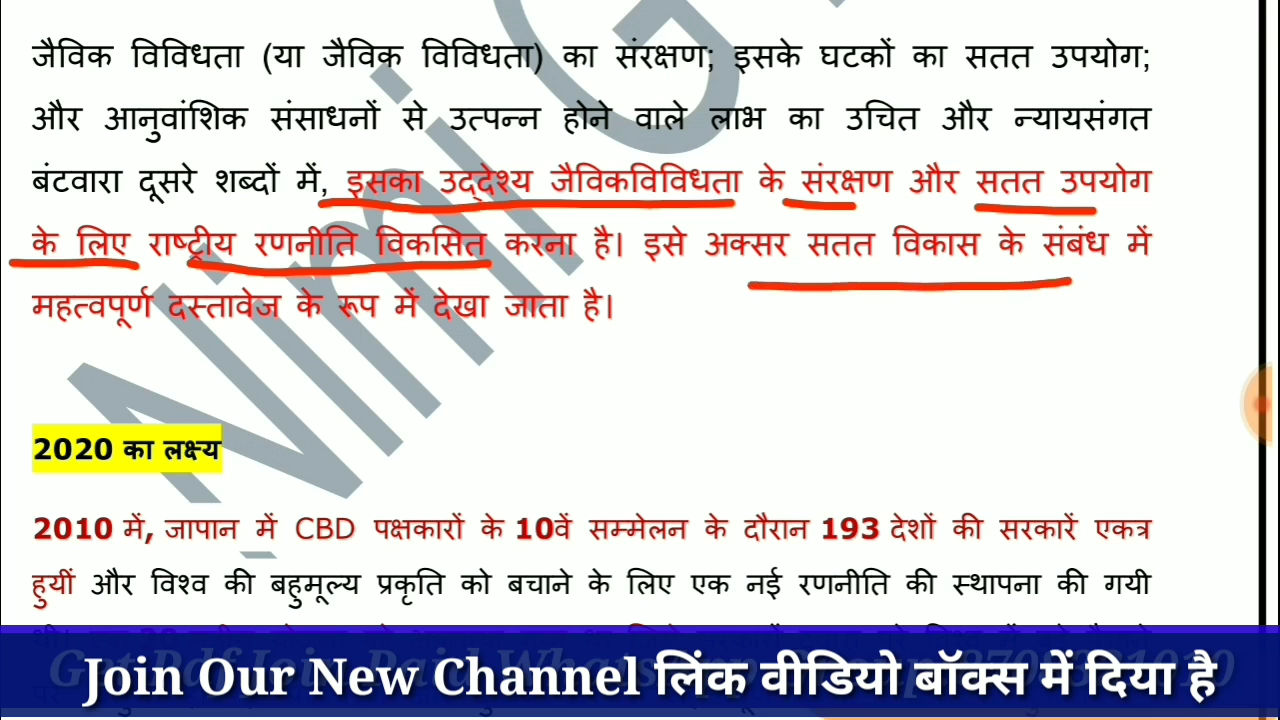 जैविक विविधता (या जैविक विविधता) का संरक्षण; इसके घटकों का सतत उपयोग;
और आनुवांशिक संसाधनों से उत्पन्न होने वाले लाभ का उचित और न्यायसंगत
बंटवारा दूसरे शब्दों में, इसका उद्देश्य जैविकविविधता के संरक्षण और सतत उपयोग
के लिए राष्ट्रीय रणनीति विकसित करना है। इसे अक्सर सतत विकास के संबंध में
महत्वपूर्ण दस्तावेज के रूप में देखा जाता है।
2020 का लक्ष्य
2010 में, जापान में CBD पक्षकारों के 10वें सम्मेलन के दौरान 193 देशों की सरकारें एकत्र
हुयीं और विश्व की बहुमूल्य प्रकृति को बचाने के लिए एक नई रणनीति की स्थापना की गयी
Join Our New Channel लिंक वीडियो बॉक्स में दिया है